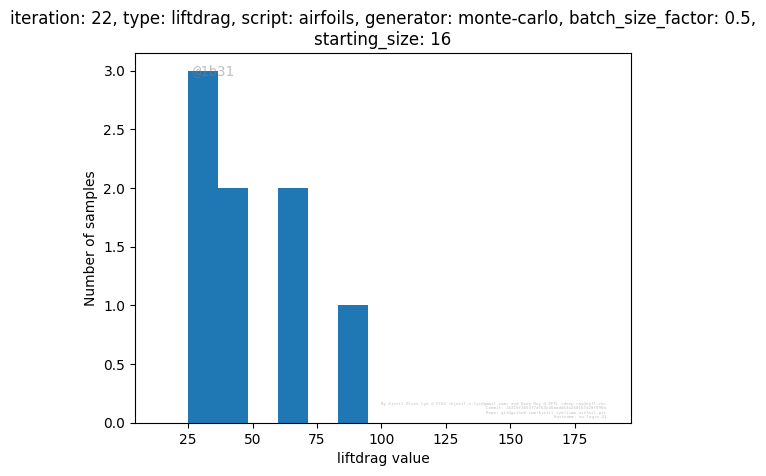 iteration: 22, type: liftdrag, script: airfoils, generator: monte-carlo, batch_size_factor: 0.5,
starting_size: 16
@1b31
3.0
2.5
2.0
1.5
1.0
0.5
0.0
Number of samples
25 50 75 100 125 150 175
liftdrag value